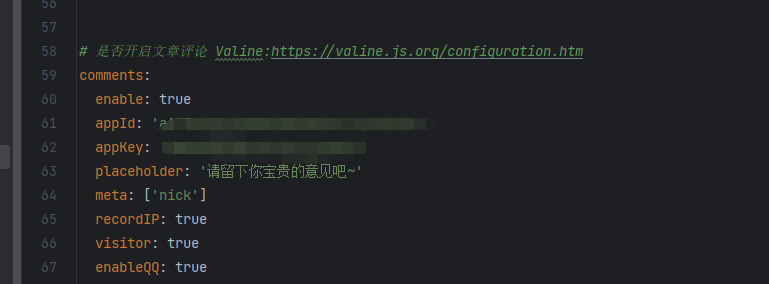 56
57
58 # 是否开启文章评论 Valine:https://valine.js.org/configuration.htm
59 comments:
60 enable: true
61 appId: '
62 appKey:
63 placeholder: '请留下你宝贵的意见吧~'
64 meta: ['nick']
65 recordIP: true
66 visitor: true
67 enableQQ: true